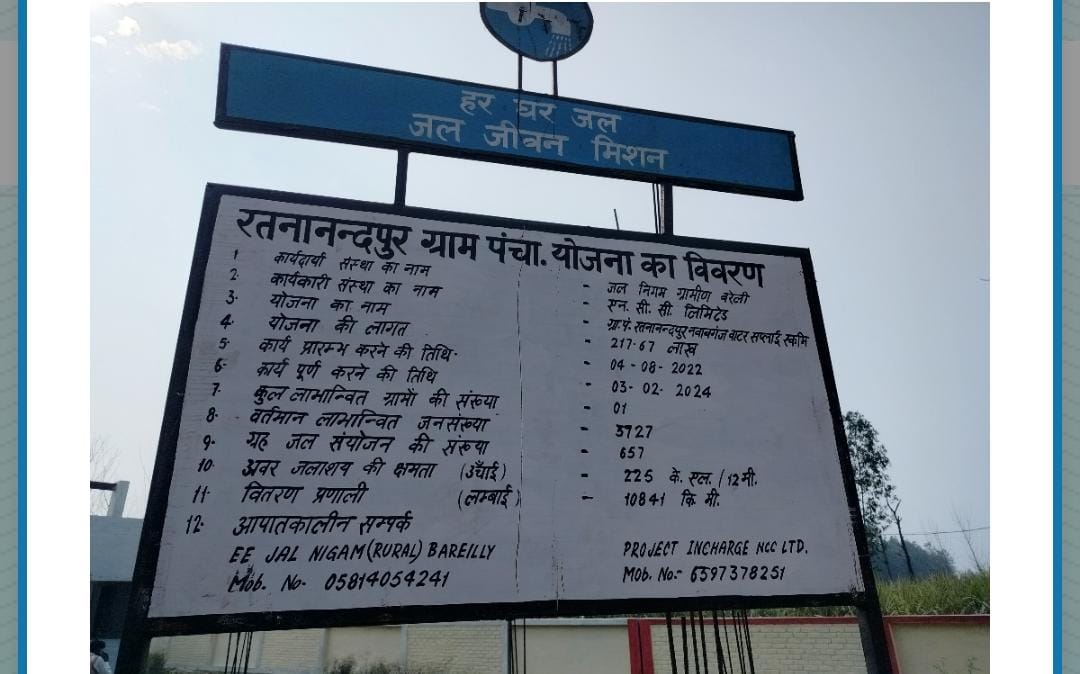 हर घर जल
जल जीवन मिशन
रतनानन्दपुर ग्राम पंचा. योजना का विवरण
1 कार्यदायी संस्था का नाम - जल निगम ग्रामीण बरेली
2. कार्यकारी संस्था का नाम - एन. सी. सी. लिमिटेड
3. योजना का नाम - ग्रा.पं. रतनानन्दपुर नवाबगंज वाटर सप्लाई स्कीम
4. योजना की लागत - 217.67 लाख
5. कार्य प्रारम्भ करने की तिथि. - 04-08-2022
6. कार्य पूर्ण करने की तिथि - 03-02-2024
7. कुल लाभान्वित ग्रामों की संख्या - 01
8. वर्तमान लाभान्वित जनसंख्या - 3727
9. ग्रह जल संयोजन की संख्या - 657
10. अवर जलाशय की क्षमता (उँचाई) - 225 के. एल. / 12 मी.
11. वितरण प्रणाली (लम्बाई) - 10841 कि. मी.
12. आपातकालीन सम्पर्क
EE JAL NIGAM (RURAL) BAREILLY PROJECT INCHARGE NCC LTD.
Mob. No- 05814054241 Mob. No:- 6597378251